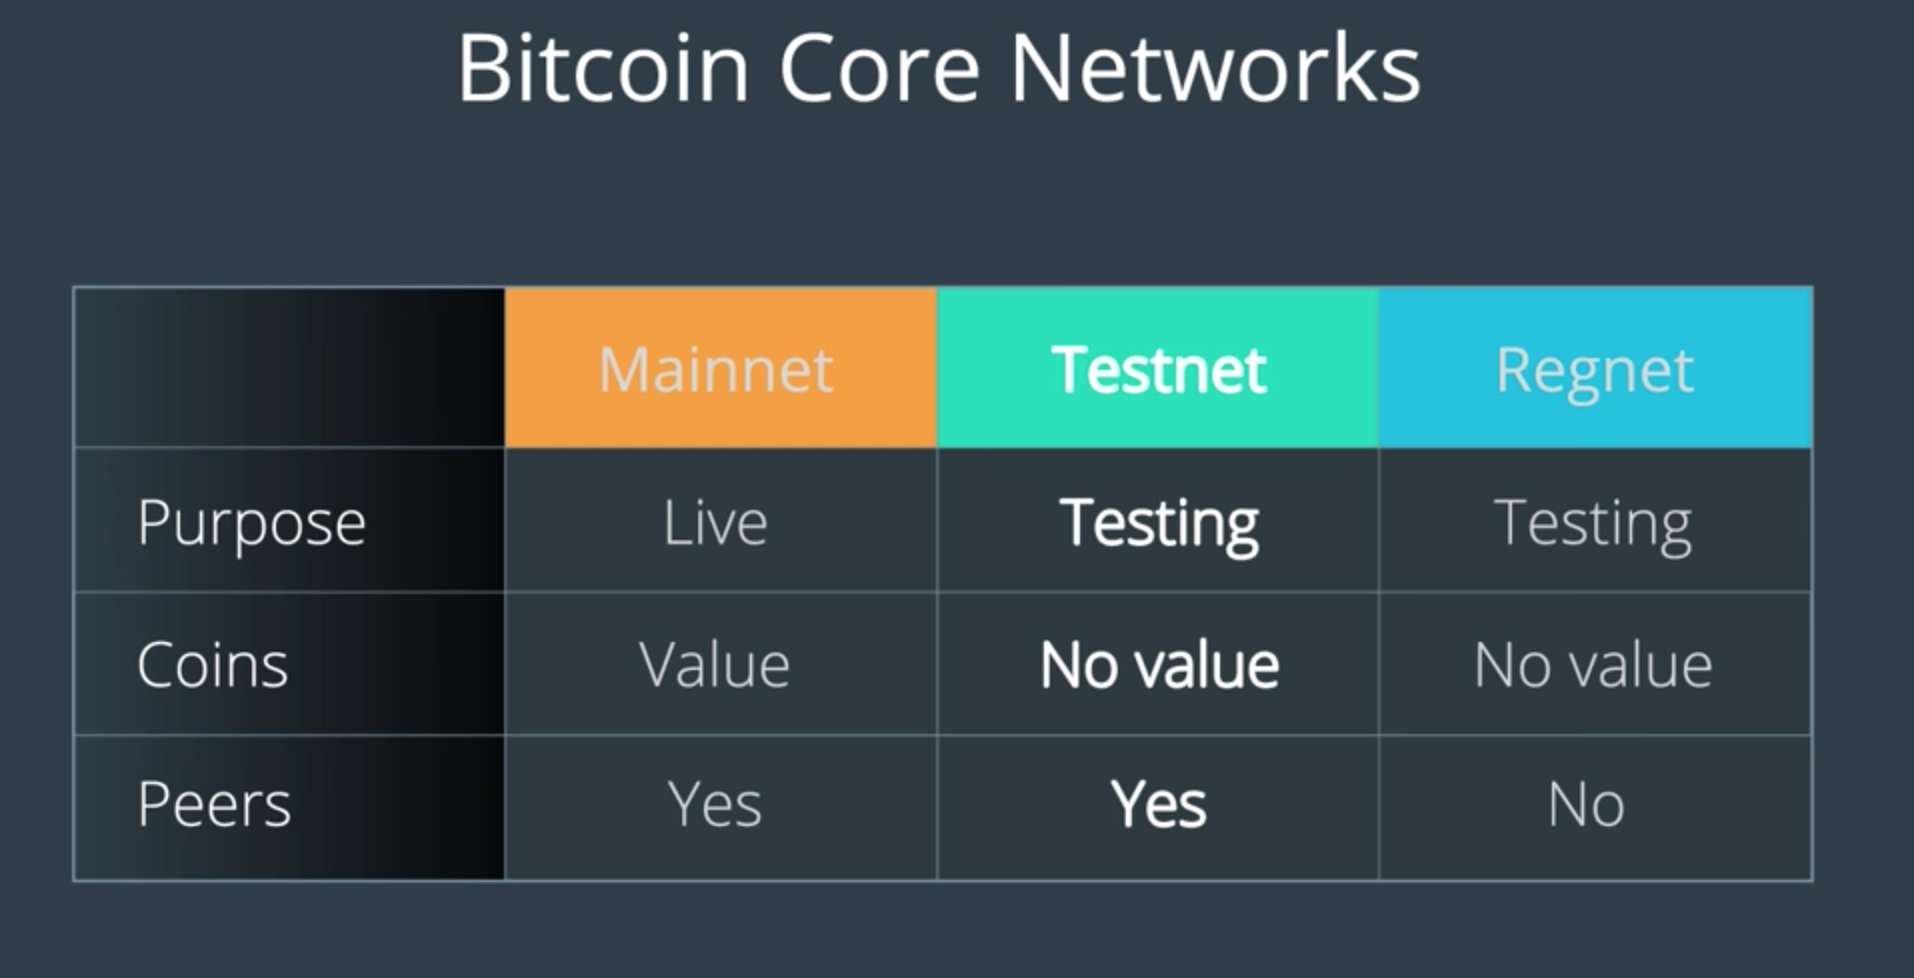 Bitcoin Core Networks
Mainnet Testnet Regnet
Purpose Live Testing Testing
Coins Value No value No value
Peers Yes Yes No